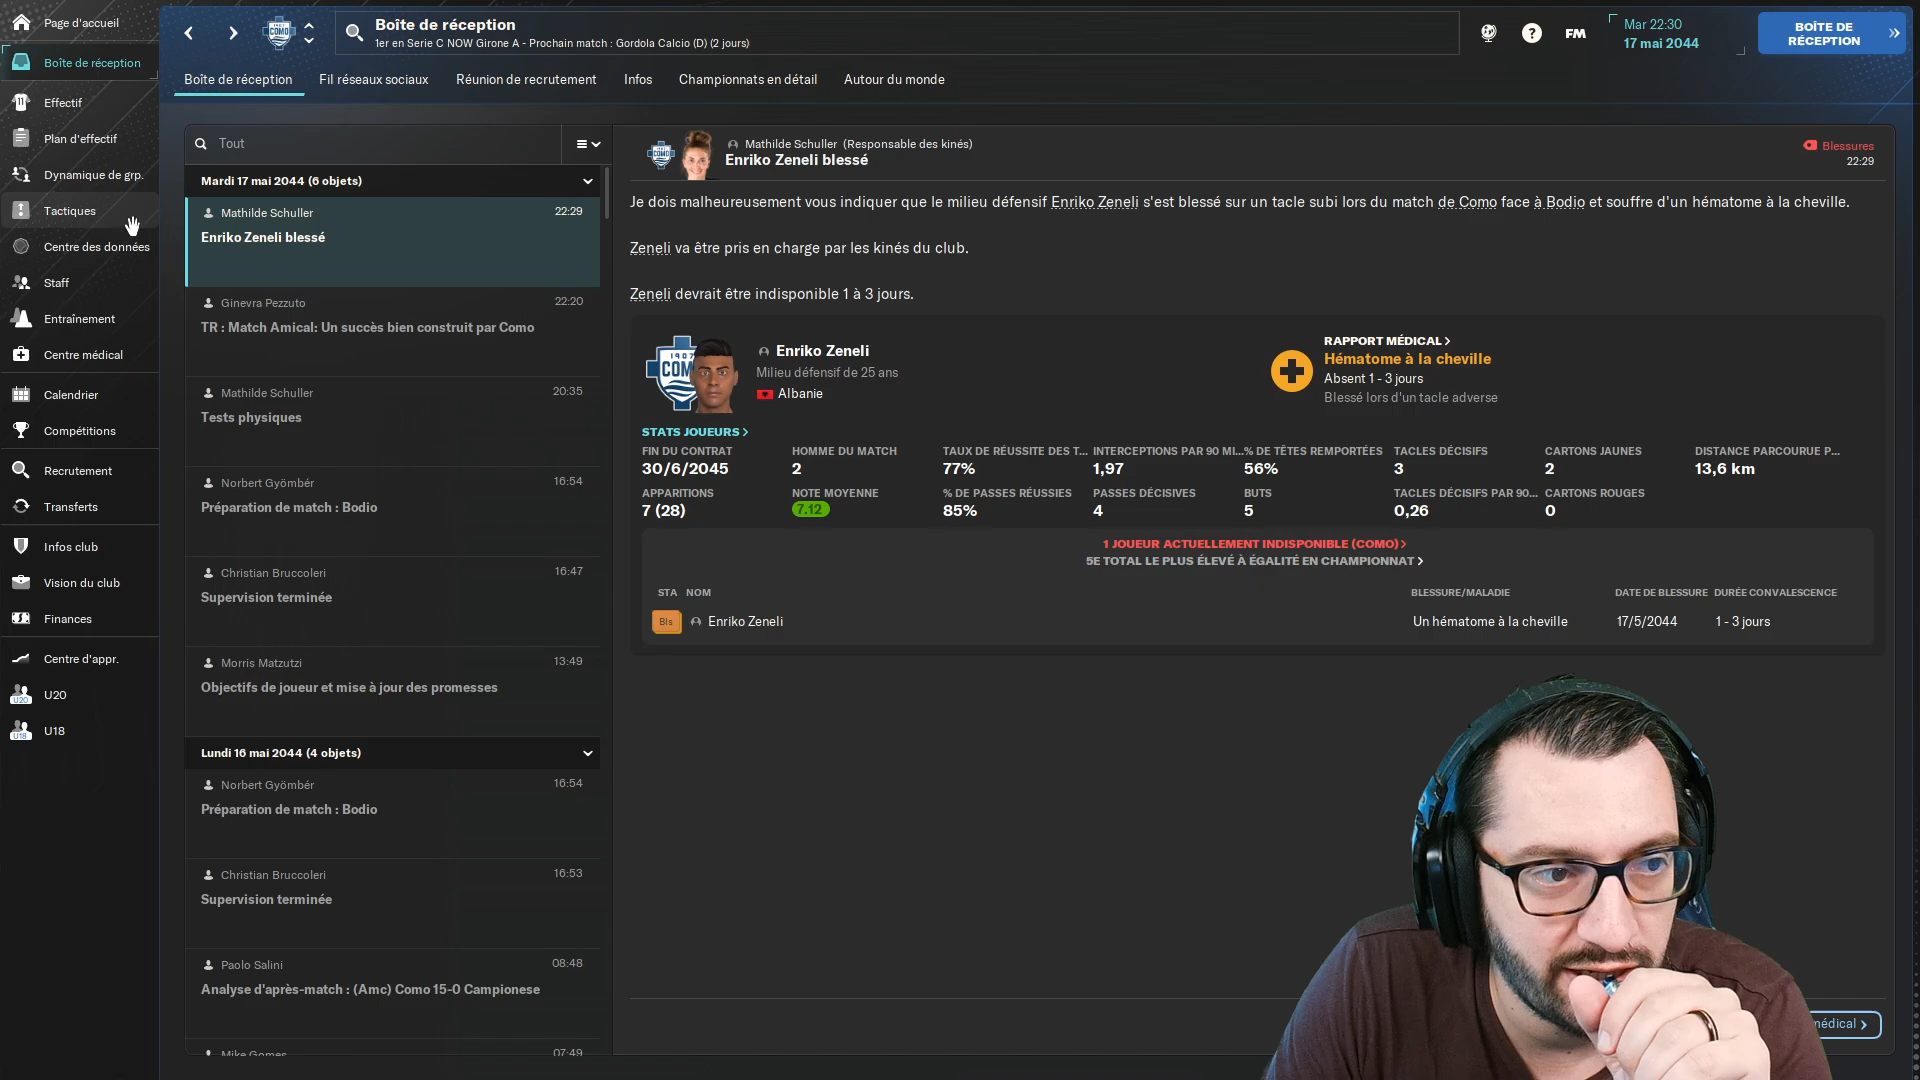 Page d'accueil
Boîte de réception
Effectif
Plan d'effectif
Dynamique de grp.
Tactiques
Centre des données
Staff
Entraînement
Centre médical
Calendrier
Compétitions
Recrutement
Transferts
Infos club
Vision du club
Finances
Centre d'appr.
U20
U20
U18
U18
1907
COMO
Boîte de réception
1er en Serie C NOW Girone A - Prochain match : Gordola Calcio (D) (2 jours)
?
FM
Mar 22:30
17 mai 2044
BOÎTE DE
RÉCEPTION
Boîte de réception Fil réseaux sociaux Réunion de recrutement Infos Championnats en détail Autour du monde
Tout
Mardi 17 mai 2044 (6 objets)
Mathilde Schuller 22:29
Enriko Zeneli blessé
Ginevra Pezzuto 22:20
TR : Match Amical: Un succès bien construit par Como
Mathilde Schuller 20:35
Tests physiques
Norbert Gyömbér 16:54
Préparation de match : Bodio
Christian Bruccoleri 16:47
Supervision terminée
Morris Matzutzi 13:49
Objectifs de joueur et mise à jour des promesses
Lundi 16 mai 2044 (4 objets)
Norbert Gyömbér 16:54
Préparation de match : Bodio
Christian Bruccoleri 16:53
Supervision terminée
Paolo Salini 08:48
Analyse d'après-match : (Amc) Como 15-0 Campionese
Mike Gomes 07:49
COMO
Mathilde Schuller (Responsable des kinés)
Enriko Zeneli blessé
Blessures
22:29
Je dois malheureusement vous indiquer que le milieu défensif Enriko Zeneli s'est blessé sur un tacle subi lors du match de Como face à Bodio et souffre d'un hématome à la cheville.
Zeneli va être pris en charge par les kinés du club.
Zeneli devrait être indisponible 1 à 3 jours.
1907
COM
Enriko Zeneli
Milieu défensif de 25 ans
Albanie
RAPPORT MÉDICAL
Hématome à la cheville
Absent 1 - 3 jours
Blessé lors d'un tacle adverse
STATS JOUEURS
FIN DU CONTRAT HOMME DU MATCH TAUX DE RÉUSSITE DES T... INTERCEPTIONS PAR 90 MI... % DE TÊTES REMPORTÉES TACLES DÉCISIFS CARTONS JAUNES DISTANCE PARCOURUE P...
30/6/2045 2 77% 1,97 56% 3 2 13,6 km
APPARITIONS NOTE MOYENNE % DE PASSES RÉUSSIES PASSES DÉCISIVES BUTS TACLES DÉCISIFS PAR 90... CARTONS ROUGES
7 (28) 7.12 85% 4 5 0,26 0
1 JOUEUR ACTUELLEMENT INDISPONIBLE (COMO)
5E TOTAL LE PLUS ÉLEVÉ À ÉGALITÉ EN CHAMPIONNAT
STA NOM BLESSURE/MALADIE DATE DE BLESSURE DURÉE CONVALESCENCE
Bls Enriko Zeneli Un hématome à la cheville 17/5/2044 1 - 3 jours
médical